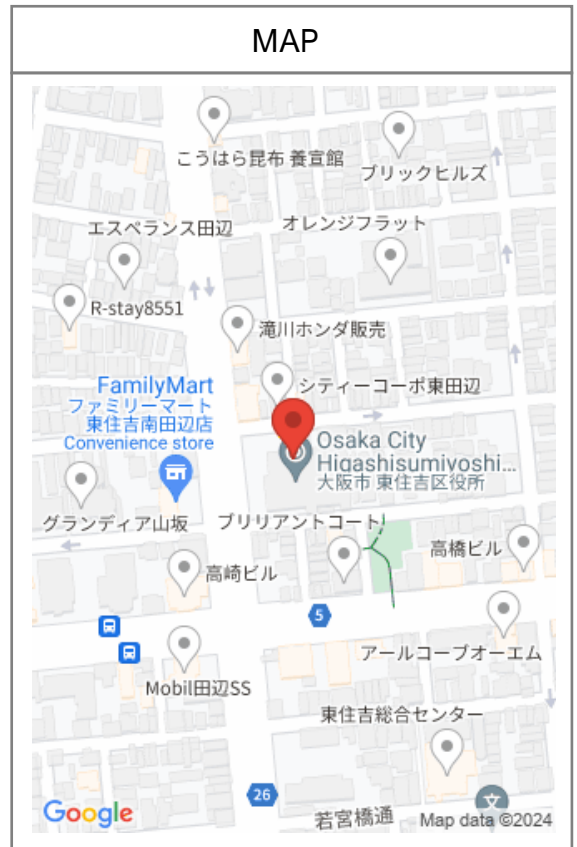 MAP
こうはら昆布 養宣館
ブリックヒルズ
エスペランス田辺
オレンジフラット
R-stay8551
滝川ホンダ販売
シティーコーポ東田辺
FamilyMart
ファミリーマート
東住吉南田辺店
Convenience store
Osaka City
Higashisumiyoshi...
大阪市 東住吉区役所
グランディア山坂
ブリリアントコート
高橋ビル
高崎ビル
5
アールコーブオーエム
Mobil田辺SS
東住吉総合センター
26
文
Google
若宮橋通
Map data ©2024